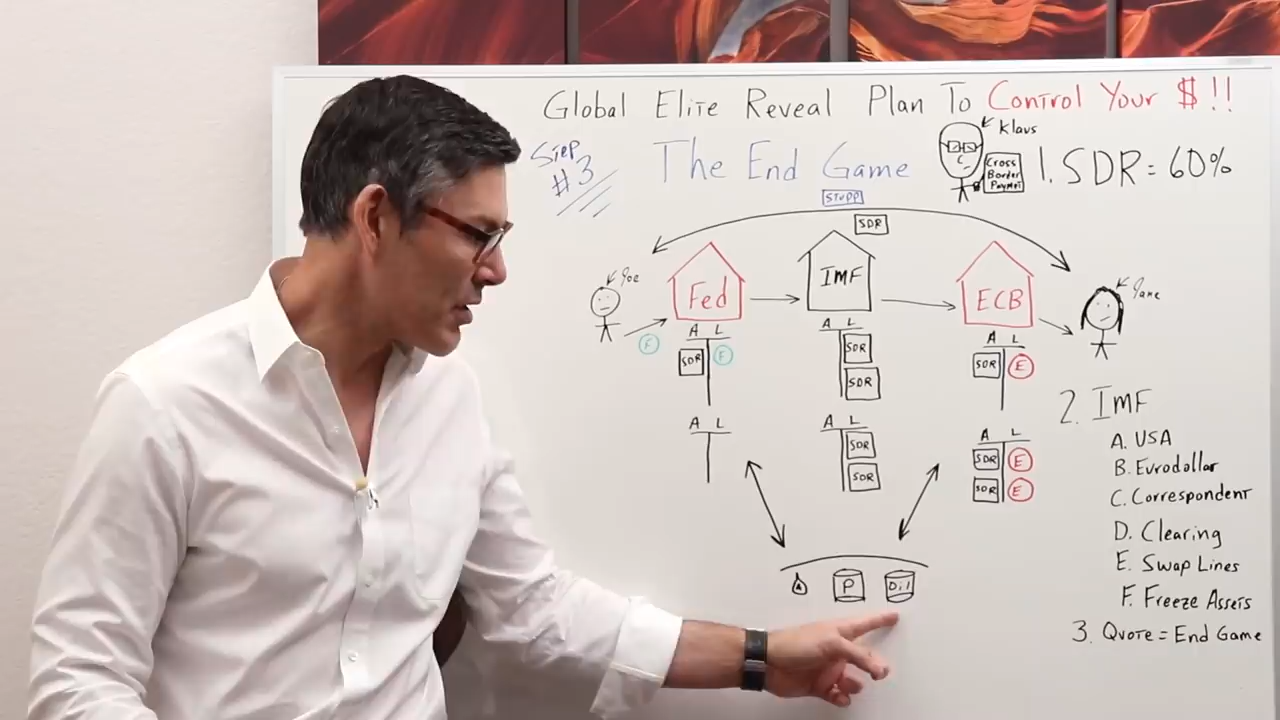 Global Elite Reveal Plan To Control Your $!!
Step
#3
The End Game
Klaus
Cross
Border
Paymnt
1. SDR = 60%
STUPP
SDR
Joe
Fed
IMF
ECB
Jane
F
A L
SDR
F
A L
SDR
SDR
A L
SDR
E
A L
A L
SDR
SDR
A L
SDR
E
SDR
E
P
Oil
2. IMF
A. USA
B. Eurodollar
C. Correspondent
D. Clearing
E. Swap Lines
F. Freeze Assets
3. Quote = End Game